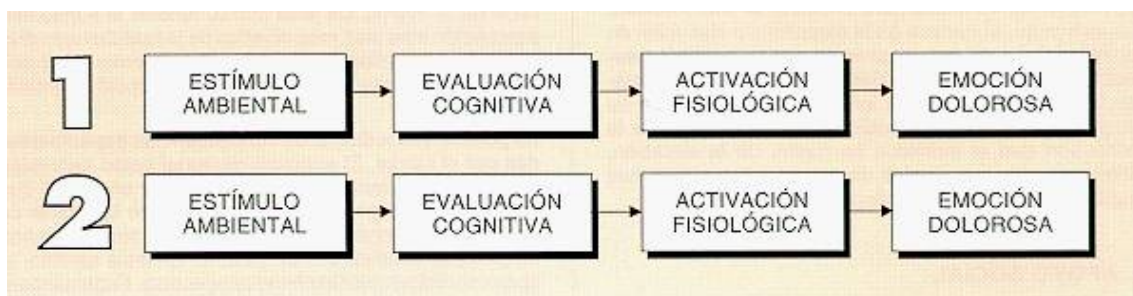 1
ESTÍMULO
AMBIENTAL
EVALUACIÓN
COGNITIVA
ACTIVACIÓN
FISIOLÓGICA
EMOCIÓN
DOLOROSA
2
ESTÍMULO
AMBIENTAL
EVALUACIÓN
COGNITIVA
ACTIVACIÓN
FISIOLÓGICA
EMOCIÓN
DOLOROSA